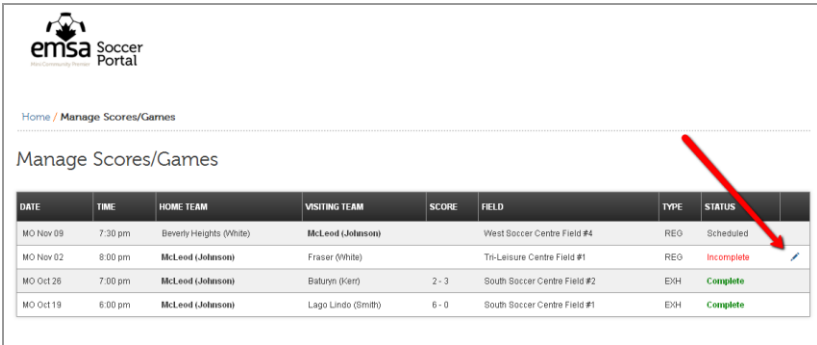 emsa Soccer
Portal
Home / Manage Scores/Games
Manage Scores/Games
DATE TIME HOME TEAM VISITING TEAM SCORE FIELD TYPE STATUS
MO Nov 09 7:30 pm Beverly Heights (White) McLeod (Johnson) West Soccer Centre Field #4 REG Scheduled
MO Nov 02 8:00 pm McLeod (Johnson) Fraser (White) Tri-Leisure Centre Field #1 REG Incomplete
MO Oct 26 7:00 pm McLeod (Johnson) Baturyn (Kerr) 2 - 3 South Soccer Centre Field #2 EXH Complete
MO Oct 19 6:00 pm McLeod (Johnson) Lago Lindo (Smith) 6 - 0 South Soccer Centre Field #1 EXH Complete